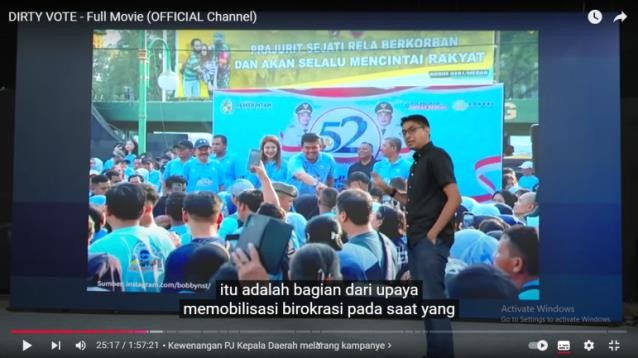 DIRTY VOTE - Full Movie (OFFICIAL Channel)
PRAJURIT SEJATI RELA BERKORBAN
DAN AKAN SELALU MENCINTAI RAKYAT
52
Sumber: instagram.com/bobbynst/
itu adalah bagian dari upaya
memobilisasi birokrasi pada saat yang
Activate Windows
Go to Settings to activate Windows.
25:17 / 1:57:21 • Kewenangan PJ Kepala Daerah melarang kampanye >